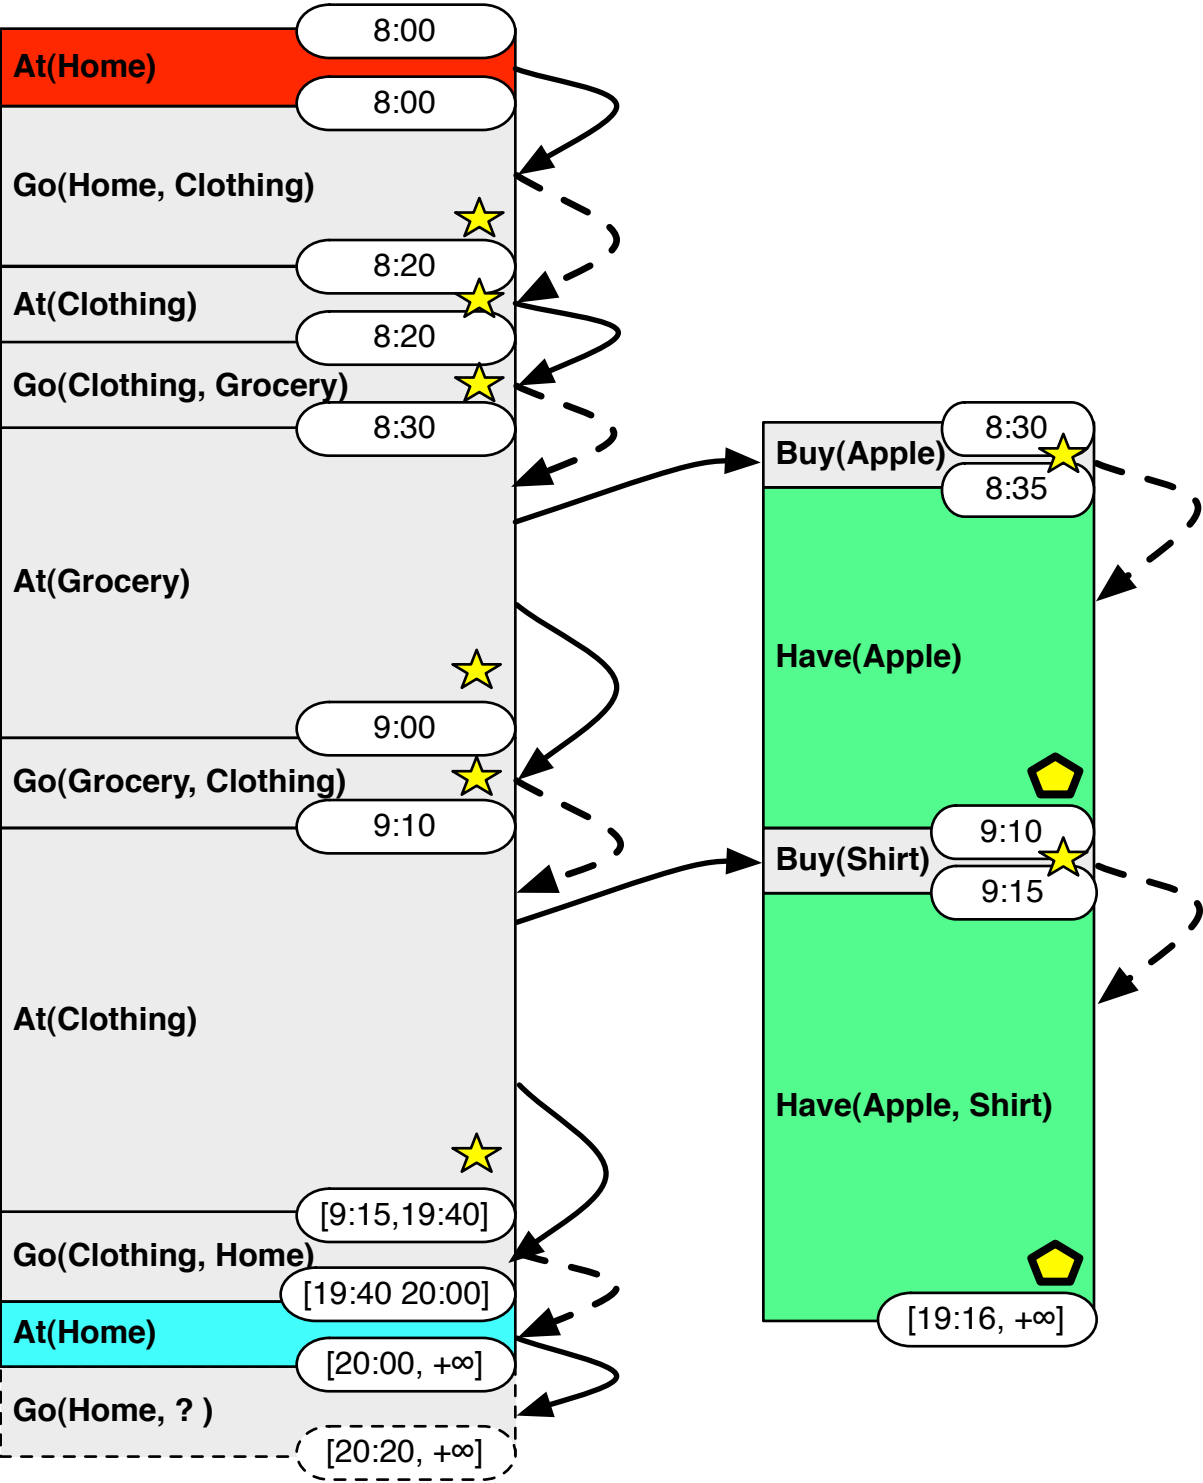 8:00
At(Home)
8:00
Go(Home, Clothing)
8:20
At(Clothing)
8:20
Go(Clothing, Grocery)
8:30
At(Grocery)
9:00
Go(Grocery, Clothing)
9:10
At(Clothing)
[9:15,19:40]
Go(Clothing, Home)
[19:40 20:00]
At(Home)
[20:00, +∞]
Go(Home, ? )
[20:20, +∞]
8:30
Buy(Apple)
8:35
Have(Apple)
9:10
Buy(Shirt)
9:15
Have(Apple, Shirt)
[19:16, +∞]